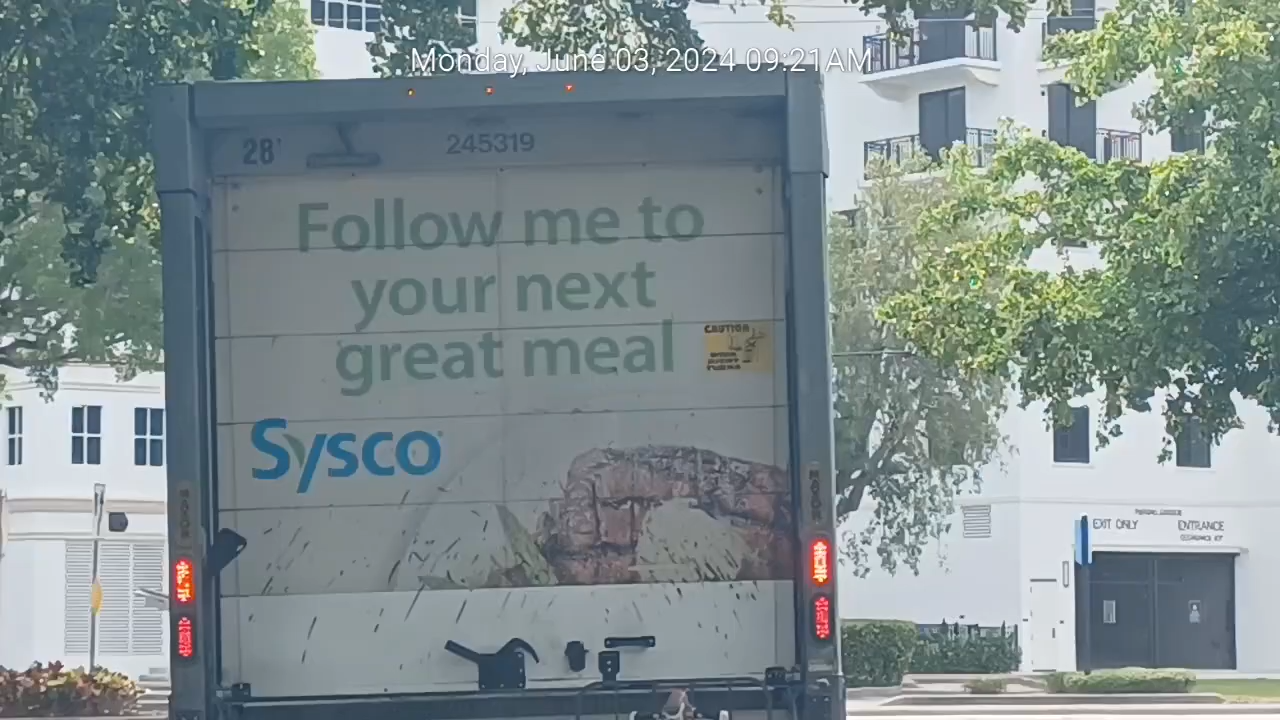 Monday, June 03, 2024 09:21AM
28'
245319
Follow me to
your next
great meal
CAUTION
Sysco
EXIT ONLY
ENTRANCE